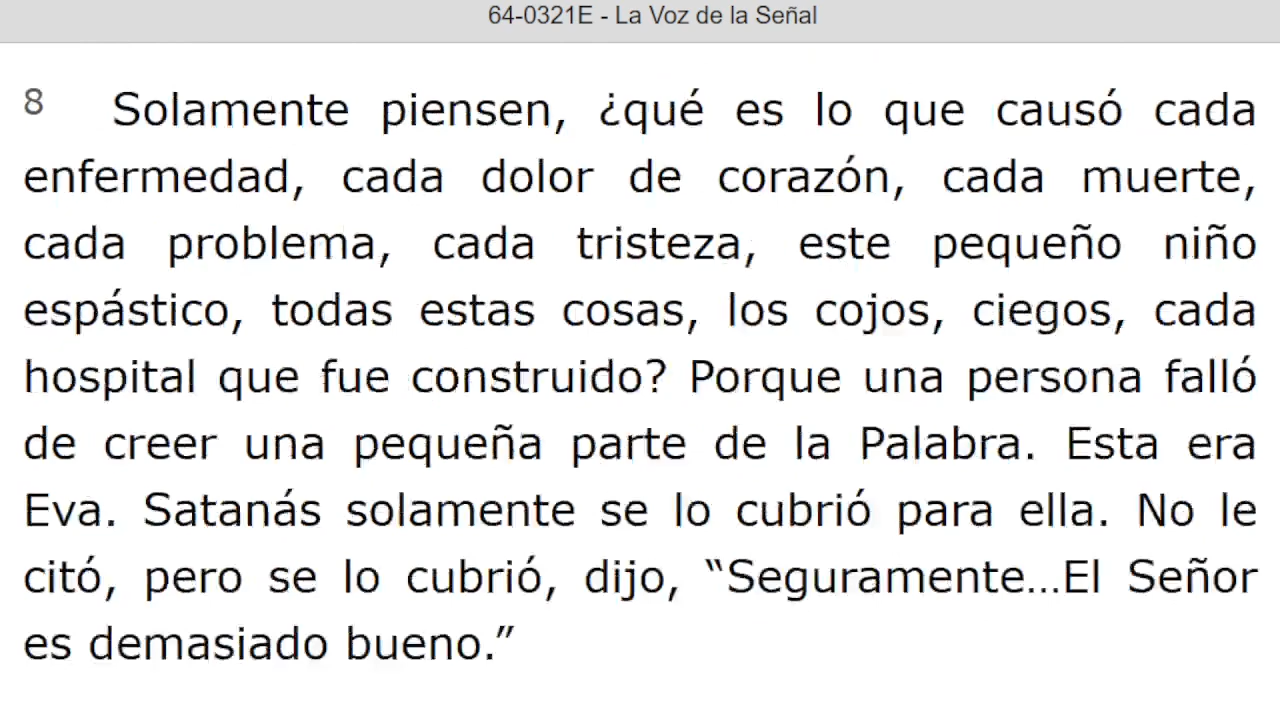 64-0321E - La Voz de la Señal
8 Solamente piensen, ¿qué es lo que causó cada
enfermedad, cada dolor de corazón, cada muerte,
cada problema, cada tristeza, este pequeño niño
espástico, todas estas cosas, los cojos, ciegos, cada
hospital que fue construido? Porque una persona falló
de creer una pequeña parte de la Palabra. Esta era
Eva. Satanás solamente se lo cubrió para ella. No le
citó, pero se lo cubrió, dijo, “Seguramente...El Señor
es demasiado bueno.”